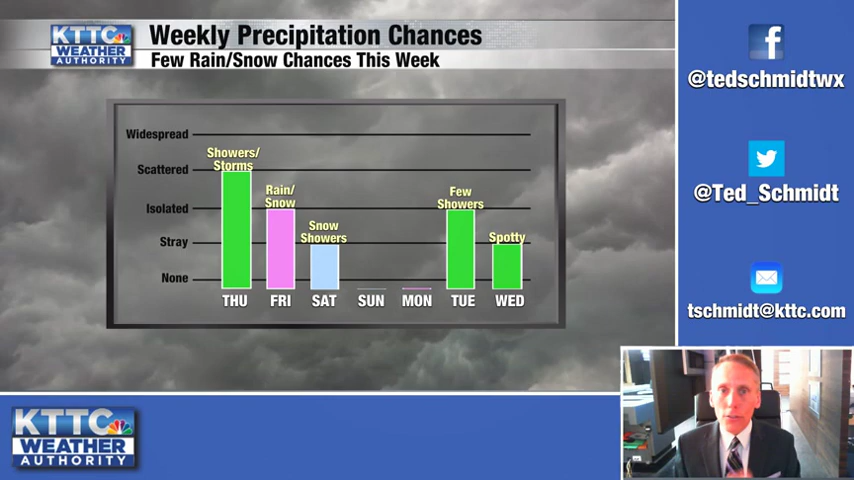 KTTC
WEATHER
AUTHORITY
Weekly Precipitation Chances
Few Rain/Snow Chances This Week
Widespread
Scattered
Isolated
Stray
None
Showers/
Storms
Rain/
Snow
Snow
Showers
Few
Showers
Spotty
THU FRI SAT SUN MON TUE WED
@tedschmidtwx
@Ted_Schmidt
tschmidt@kttc.com
KTTC
WEATHER
AUTHORITY